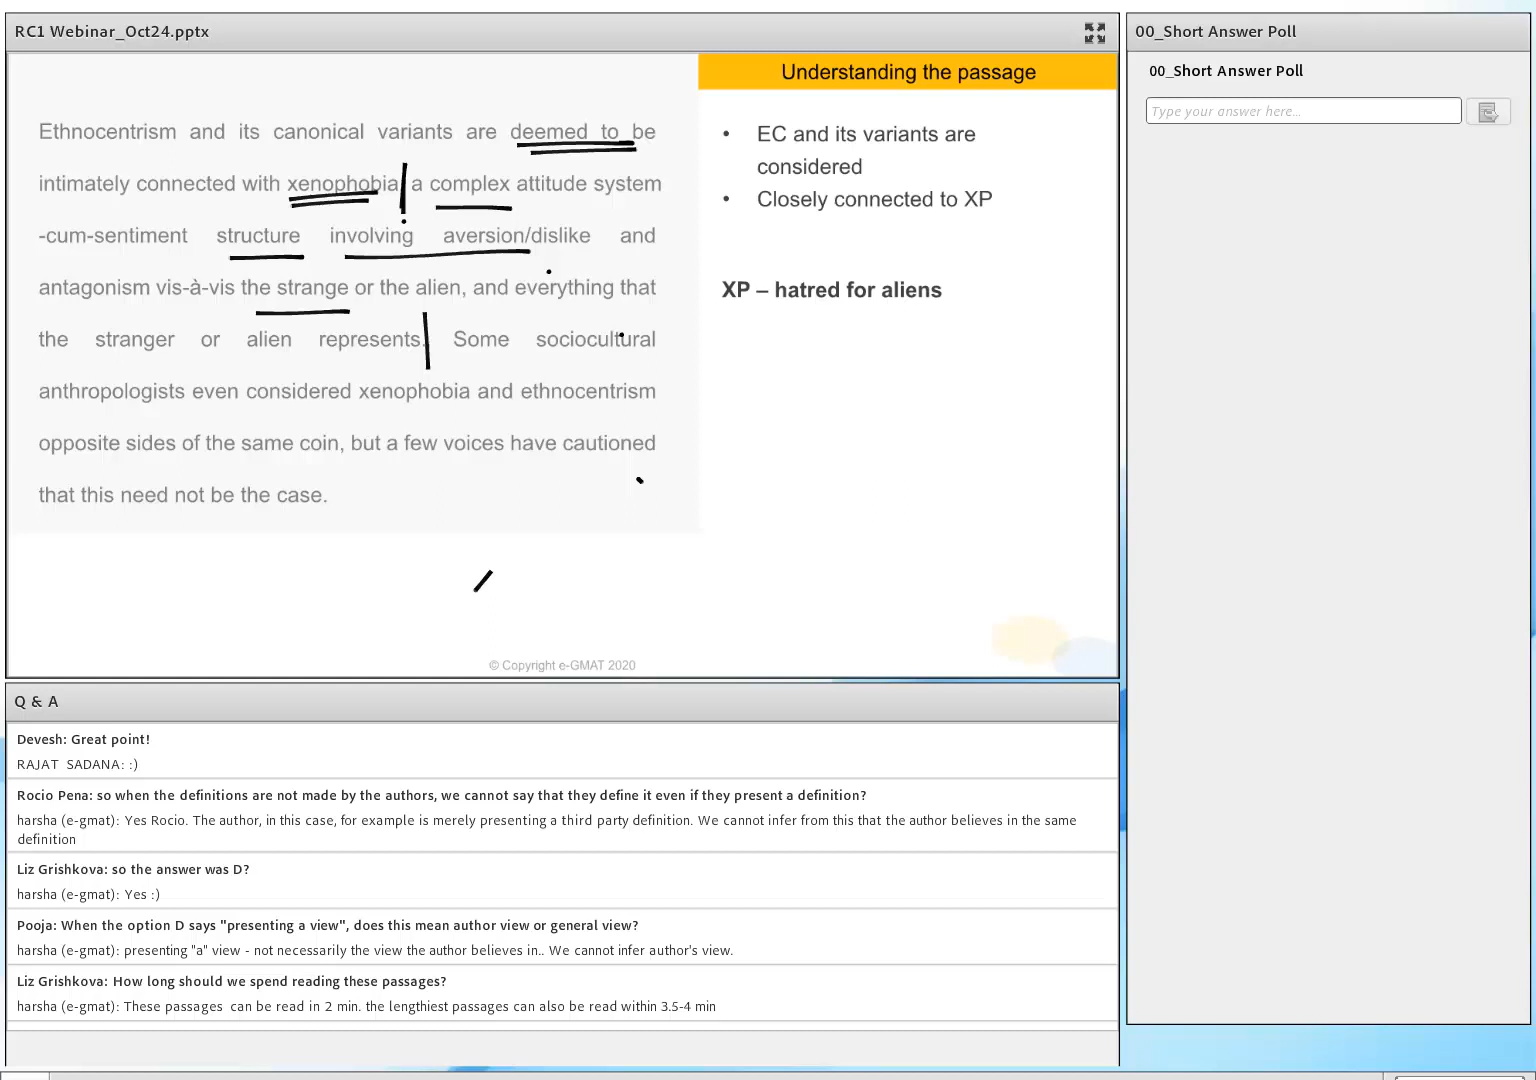 RC1 Webinar_Oct24.pptx
Ethnocentrism and its canonical variants are deemed to be
intimately connected with xenophobia, a complex attitude system
-cum-sentiment structure involving aversion/dislike and
antagonism vis-à-vis the strange or the alien, and everything that
the stranger or alien represents. Some sociocultural
anthropologists even considered xenophobia and ethnocentrism
opposite sides of the same coin, but a few voices have cautioned
that this need not be the case.
Understanding the passage
• EC and its variants are
considered
• Closely connected to XP
XP – hatred for aliens
© Copyright e-GMAT 2020
Q & A
Devesh: Great point!
RAJAT SADANA: :)
Rocio Pena: so when the definitions are not made by the authors, we cannot say that they define it even if they present a definition?
harsha (e-gmat): Yes Rocio. The author, in this case, for example is merely presenting a third party definition. We cannot infer from this that the author believes in the same
definition
Liz Grishkova: so the answer was D?
harsha (e-gmat): Yes :)
Pooja: When the option D says "presenting a view", does this mean author view or general view?
harsha (e-gmat): presenting "a" view - not necessarily the view the author believes in.. We cannot infer author's view.
Liz Grishkova: How long should we spend reading these passages?
harsha (e-gmat): These passages can be read in 2 min. the lengthiest passages can also be read within 3.5-4 min
00_Short Answer Poll
00_Short Answer Poll
Type your answer here...